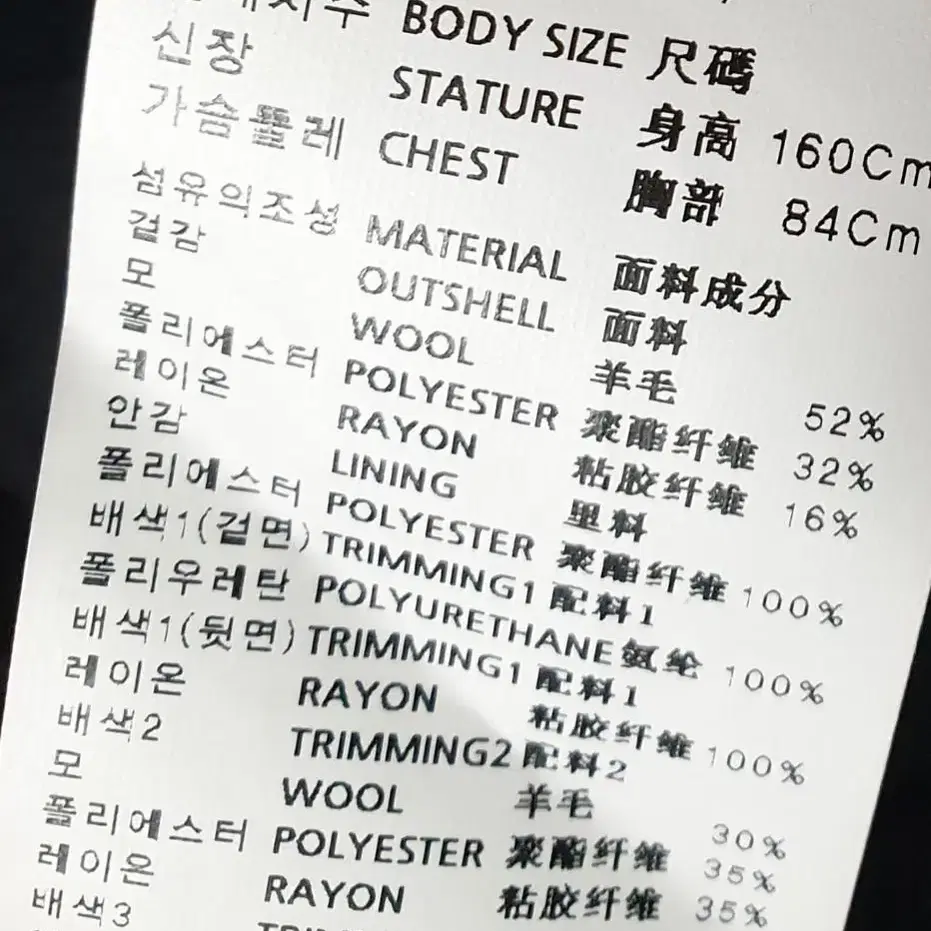 BODY SIZE 尺碼
신장 STATURE 身高 160Cm
가슴둘레 CHEST 胸部 84Cm
섬유의조성 MATERIAL 面料成分
겉감 OUTSHELL 面料
모 WOOL 羊毛 52%
폴리에스터 POLYESTER 聚酯纤维 32%
레이온 RAYON 粘胶纤维 16%
안감 LINING 里料
폴리에스터 POLYESTER 聚酯纤维 100%
배색1(겉면) TRIMMING1 配料1
폴리우레탄 POLYURETHANE 氨纶 100%
배색1(뒷면) TRIMMING1 配料1
레이온 RAYON 粘胶纤维 100%
배색2 TRIMMING2 配料2
모 WOOL 羊毛 30%
폴리에스터 POLYESTER 聚酯纤维 35%
레이온 RAYON 粘胶纤维 35%
배색3